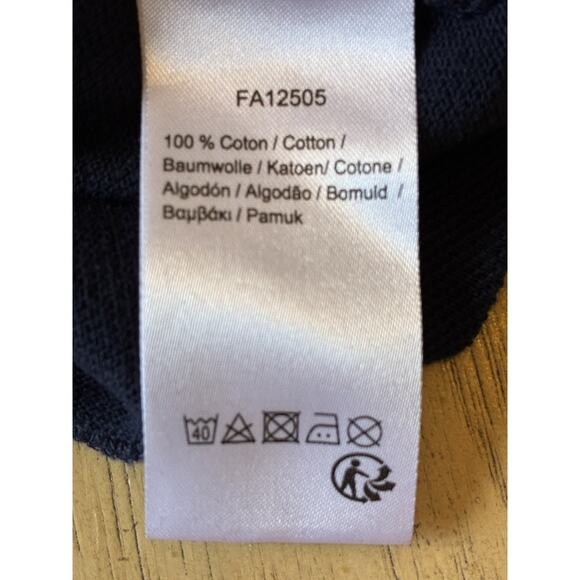 FA12505
100 % Coton / Cotton /
Baumwolle / Katoen/ Cotone /
Algodón / Algodão / Bomuld /
Βαμβάκι / Pamuk
40